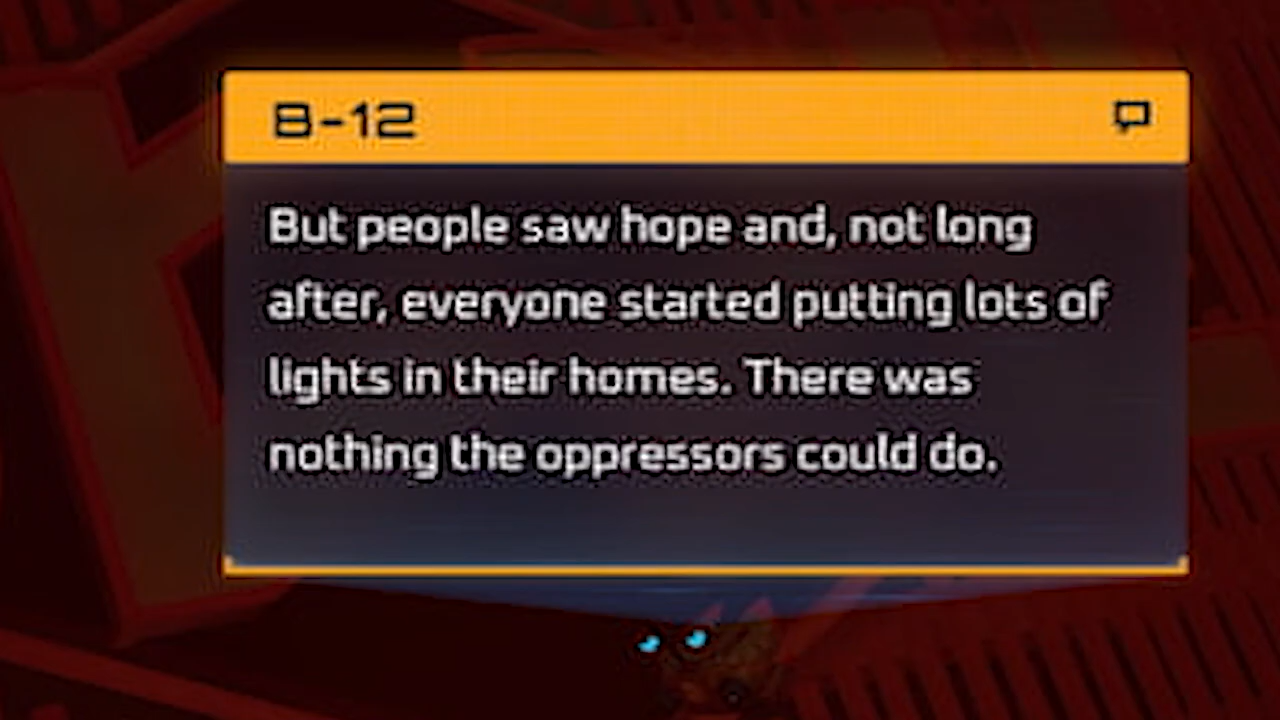 B-12
But people saw hope and, not long
after, everyone started putting lots of
lights in their homes. There was
nothing the oppressors could do.